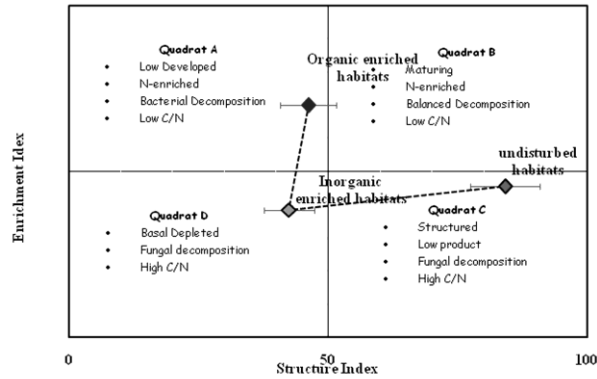 Quadrat A
• Low Developed
• N-enriched
• Bacterial Decomposition
• Low C/N
Organic enriched
habitats
Quadrat B
• Maturing
• N-enriched
• Balanced Decomposition
• Low C/N
undisturbed
habitats
Inorganic
enriched habitats
Quadrat D
• Basal Depleted
• Fungal decomposition
• High C/N
Quadrat C
• Structured
• Low product
• Fungal decomposition
• High C/N
Enrichment Idex
0
50
100
Structure Index